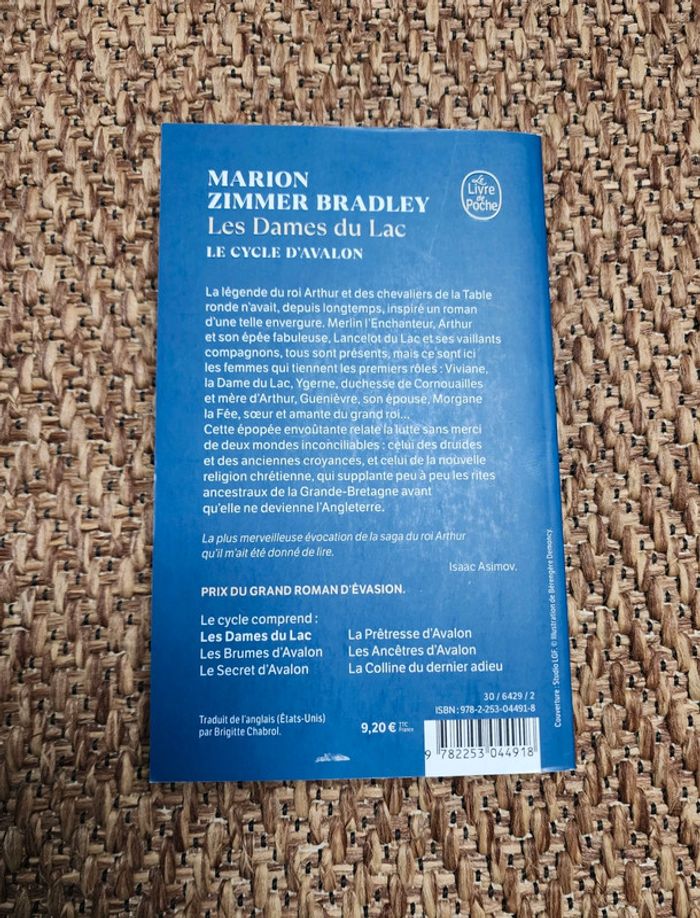 MARION
ZIMMER BRADLEY
Les Dames du Lac
LE CYCLE D'AVALON
Le
Livre
de
Poche
La légende du roi Arthur et des chevaliers de la Table
ronde n'avait, depuis longtemps, inspiré un roman
d'une telle envergure. Merlin l'Enchanteur, Arthur
et son épée fabuleuse, Lancelot du Lac et ses vaillants
compagnons, tous sont présents, mais ce sont ici
les femmes qui tiennent les premiers rôles : Viviane,
la Dame du Lac, Ygerne, duchesse de Cornouailles
et mère d'Arthur, Guenièvre, son épouse, Morgane
la Fée, sœur et amante du grand roi...
Cette épopée envoûtante relate la lutte sans merci
de deux mondes inconciliables : celui des druides
et des anciennes croyances, et celui de la nouvelle
religion chrétienne, qui supplante peu à peu les rites
ancestraux de la Grande-Bretagne avant
qu'elle ne devienne l'Angleterre.
La plus merveilleuse évocation de la saga du roi Arthur
qu'il m'ait été donné de lire.
Isaac Asimov.
PRIX DU GRAND ROMAN D'ÉVASION.
Le cycle comprend :
Les Dames du Lac
Les Brumes d'Avalon
Le Secret d'Avalon
La Prêtresse d'Avalon
Les Ancêtres d'Avalon
La Colline du dernier adieu
Traduit de l'anglais (États-Unis)
par Brigitte Chabrol.
9,20 € TTC
France
30 / 6429 / 2
ISBN : 978-2-253-04491-8
9 782253 044918
Couverture : Studio LGF. © Illustration de Bérengère Demoncy.